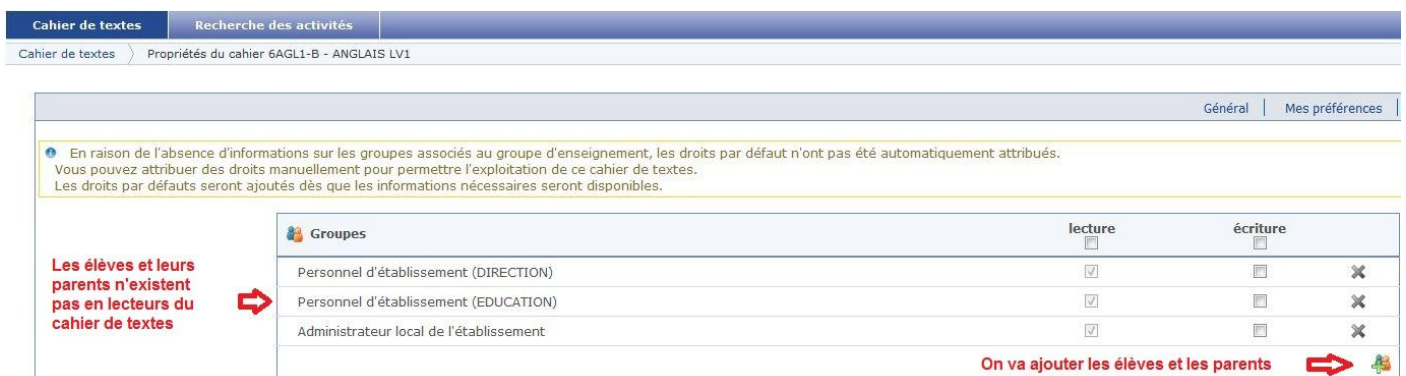 Cahier de textes Recherche des activités
Cahier de textes Propriétés du cahier 6AGL1-B - ANGLAIS LV1
Général Mes préférences
En raison de l'absence d'informations sur les groupes associés au groupe d'enseignement, les droits par défaut n'ont pas été automatiquement attribués.
Vous pouvez attribuer des droits manuellement pour permettre l'exploitation de ce cahier de textes.
Les droits par défauts seront ajoutés dès que les informations nécessaires seront disponibles.
Groupes lecture écriture
Les élèves et leurs
parents n'existent
pas en lecteurs du
cahier de textes
Personnel d'établissement (DIRECTION)
Personnel d'établissement (EDUCATION)
Administrateur local de l'établissement
On va ajouter les élèves et les parents